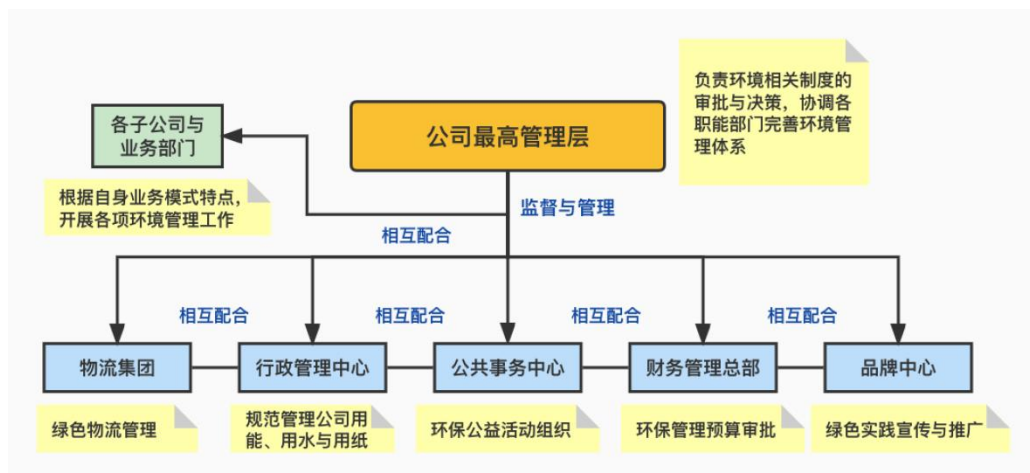 负责环境相关制度的
审批与决策，协调各
职能部门完善环境管
理体系
各子公司与
业务部门
公司最高管理层
根据自身业务模式特点，
开展各项环境管理工作
监督与管理
相互配合
相互配合
相互配合
相互配合
相互配合
物流集团
行政管理中心
公共事务中心
财务管理总部
品牌中心
绿色物流管理
规范管理公司用
能、用水与用纸
环保公益活动组织
环保管理预算审批
绿色实践宣传与推广